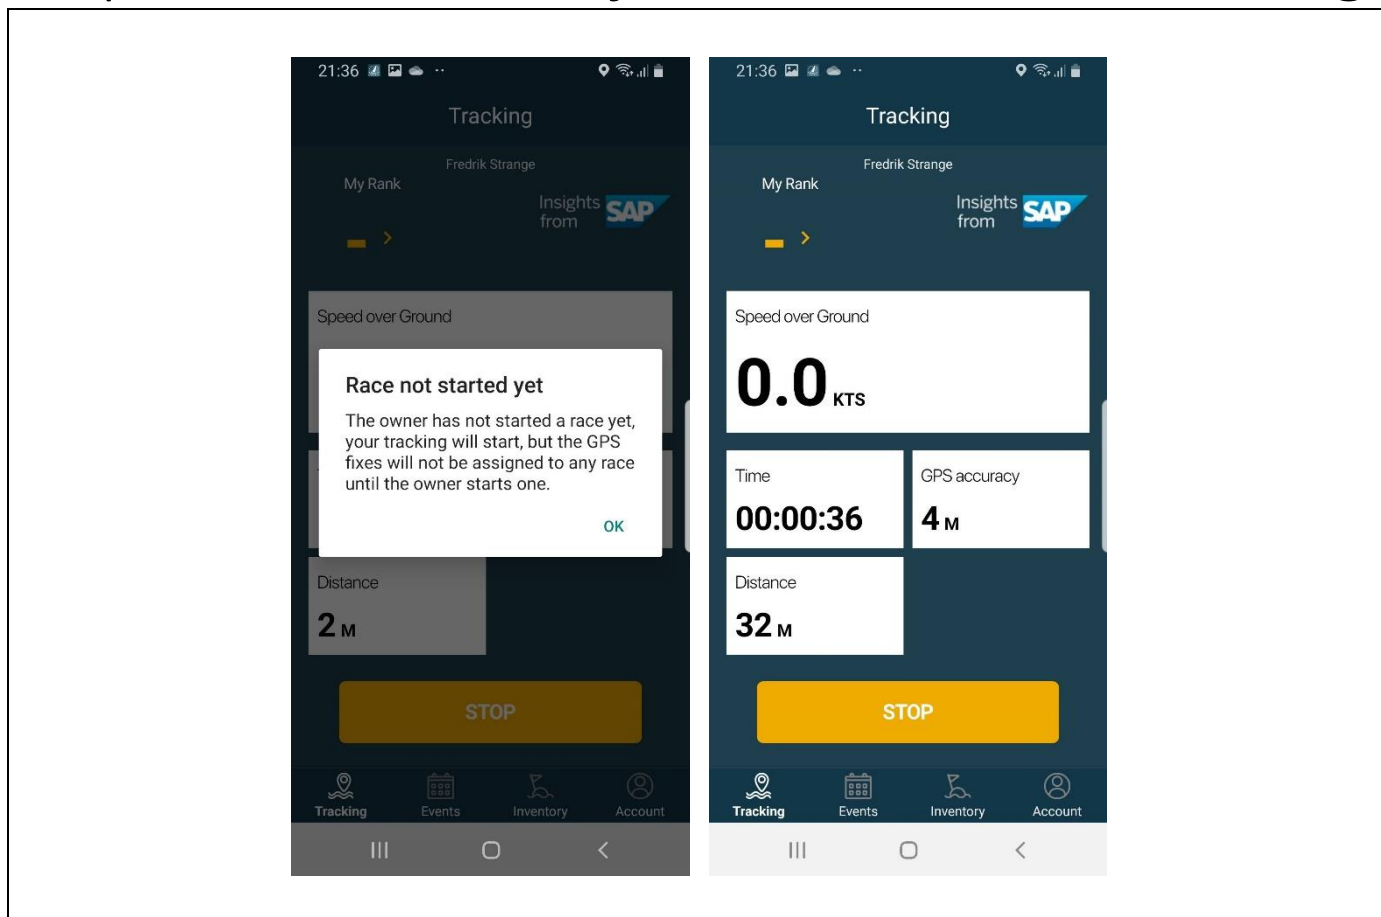 21:36
Tracking
Fredrik Strange
My Rank
Insights
from SAP
Speed over Ground
Race not started yet
The owner has not started a race yet,
your tracking will start, but the GPS
fixes will not be assigned to any race
until the owner starts one.
OK
Distance
2 M
STOP
Tracking Events Inventory Account
21:36
Tracking
Fredrik Strange
My Rank
Insights
from SAP
Speed over Ground
0.0 KTS
Time GPS accuracy
00:00:36 4 M
Distance
32 M
STOP
Tracking Events Inventory Account